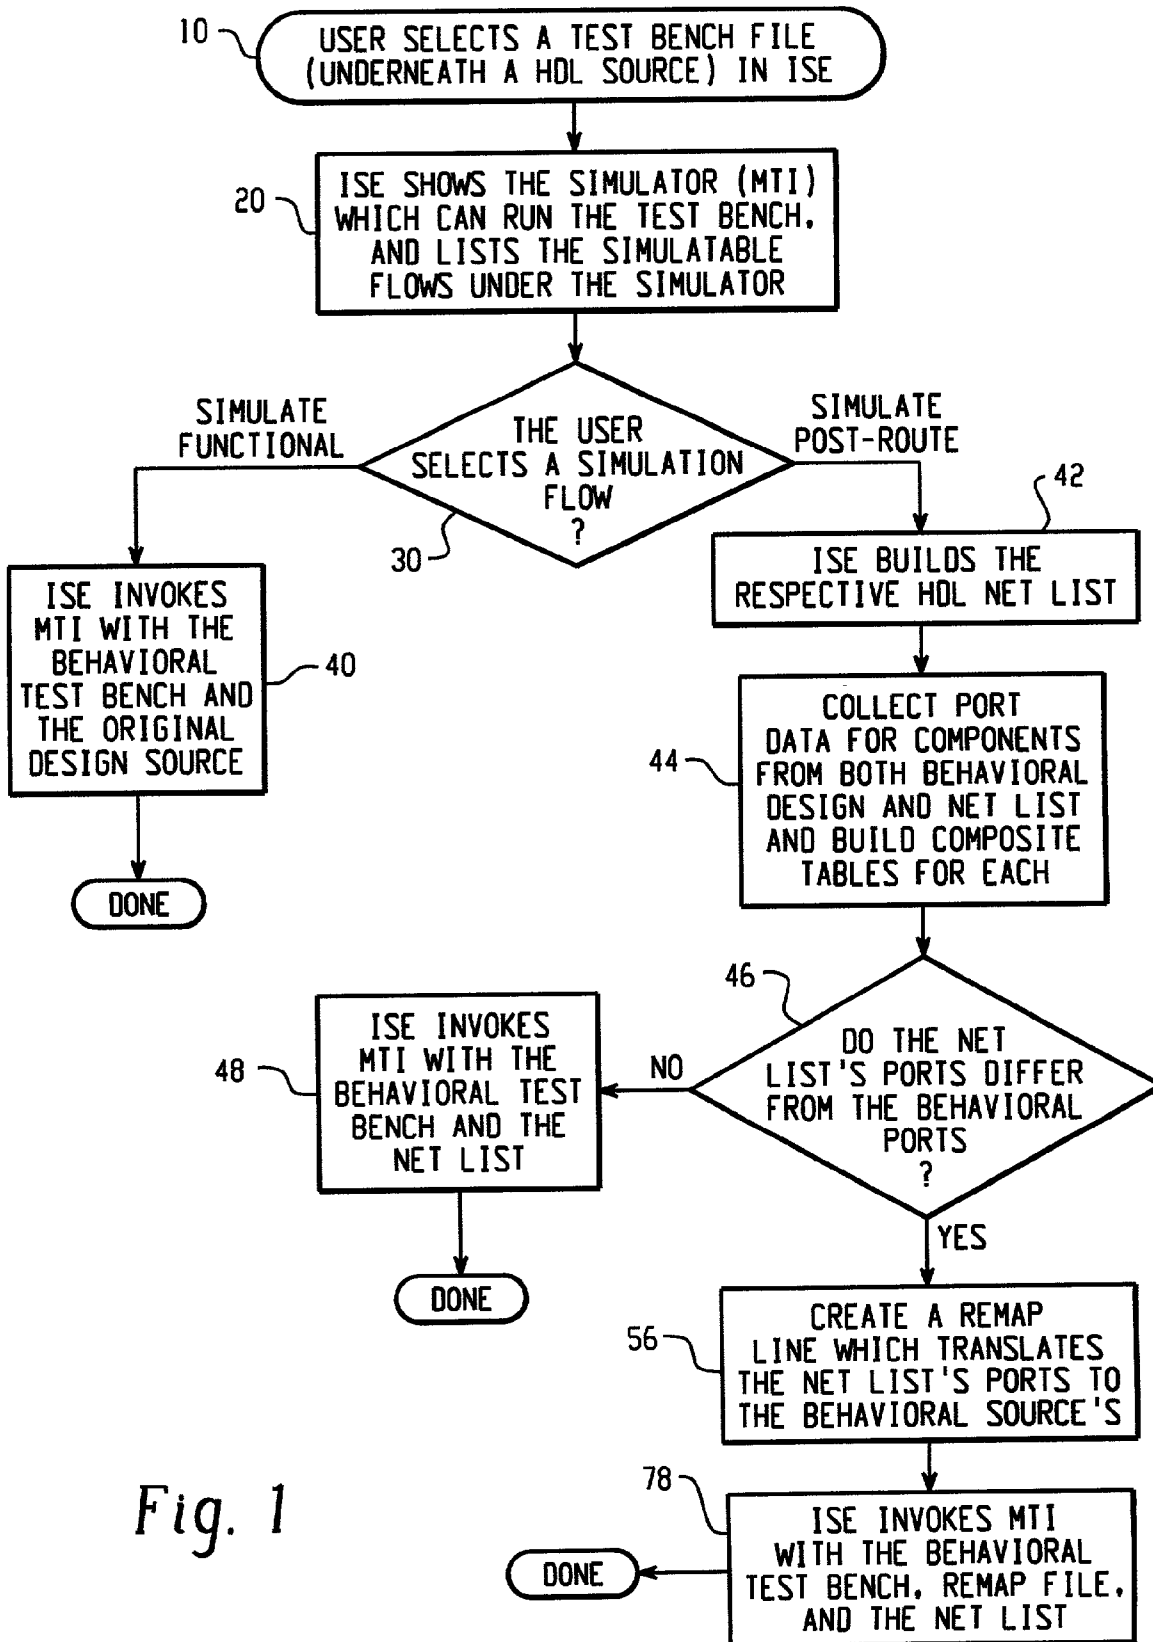 10
USER SELECTS A TEST BENCH FILE
(UNDERNEATH A HDL SOURCE) IN ISE
20
ISE SHOWS THE SIMULATOR (MTI)
WHICH CAN RUN THE TEST BENCH,
AND LISTS THE SIMULATABLE
FLOWS UNDER THE SIMULATOR
SIMULATE
FUNCTIONAL
THE USER
SELECTS A SIMULATION
FLOW
?
30
SIMULATE
POST-ROUTE
ISE INVOKES
MTI WITH THE
BEHAVIORAL
TEST BENCH AND
THE ORIGINAL
DESIGN SOURCE
40
DONE
42
ISE BUILDS THE
RESPECTIVE HDL NET LIST
44
COLLECT PORT
DATA FOR COMPONENTS
FROM BOTH BEHAVIORAL
DESIGN AND NET LIST
AND BUILD COMPOSITE
TABLES FOR EACH
46
DO THE NET
LIST'S PORTS DIFFER
FROM THE BEHAVIORAL
PORTS
?
NO
48
ISE INVOKES
MTI WITH THE
BEHAVIORAL TEST
BENCH AND THE
NET LIST
DONE
YES
56
CREATE A REMAP
LINE WHICH TRANSLATES
THE NET LIST'S PORTS TO
THE BEHAVIORAL SOURCE'S
78
ISE INVOKES MTI
WITH THE BEHAVIORAL
TEST BENCH, REMAP FILE,
AND THE NET LIST
DONE
Fig. 1